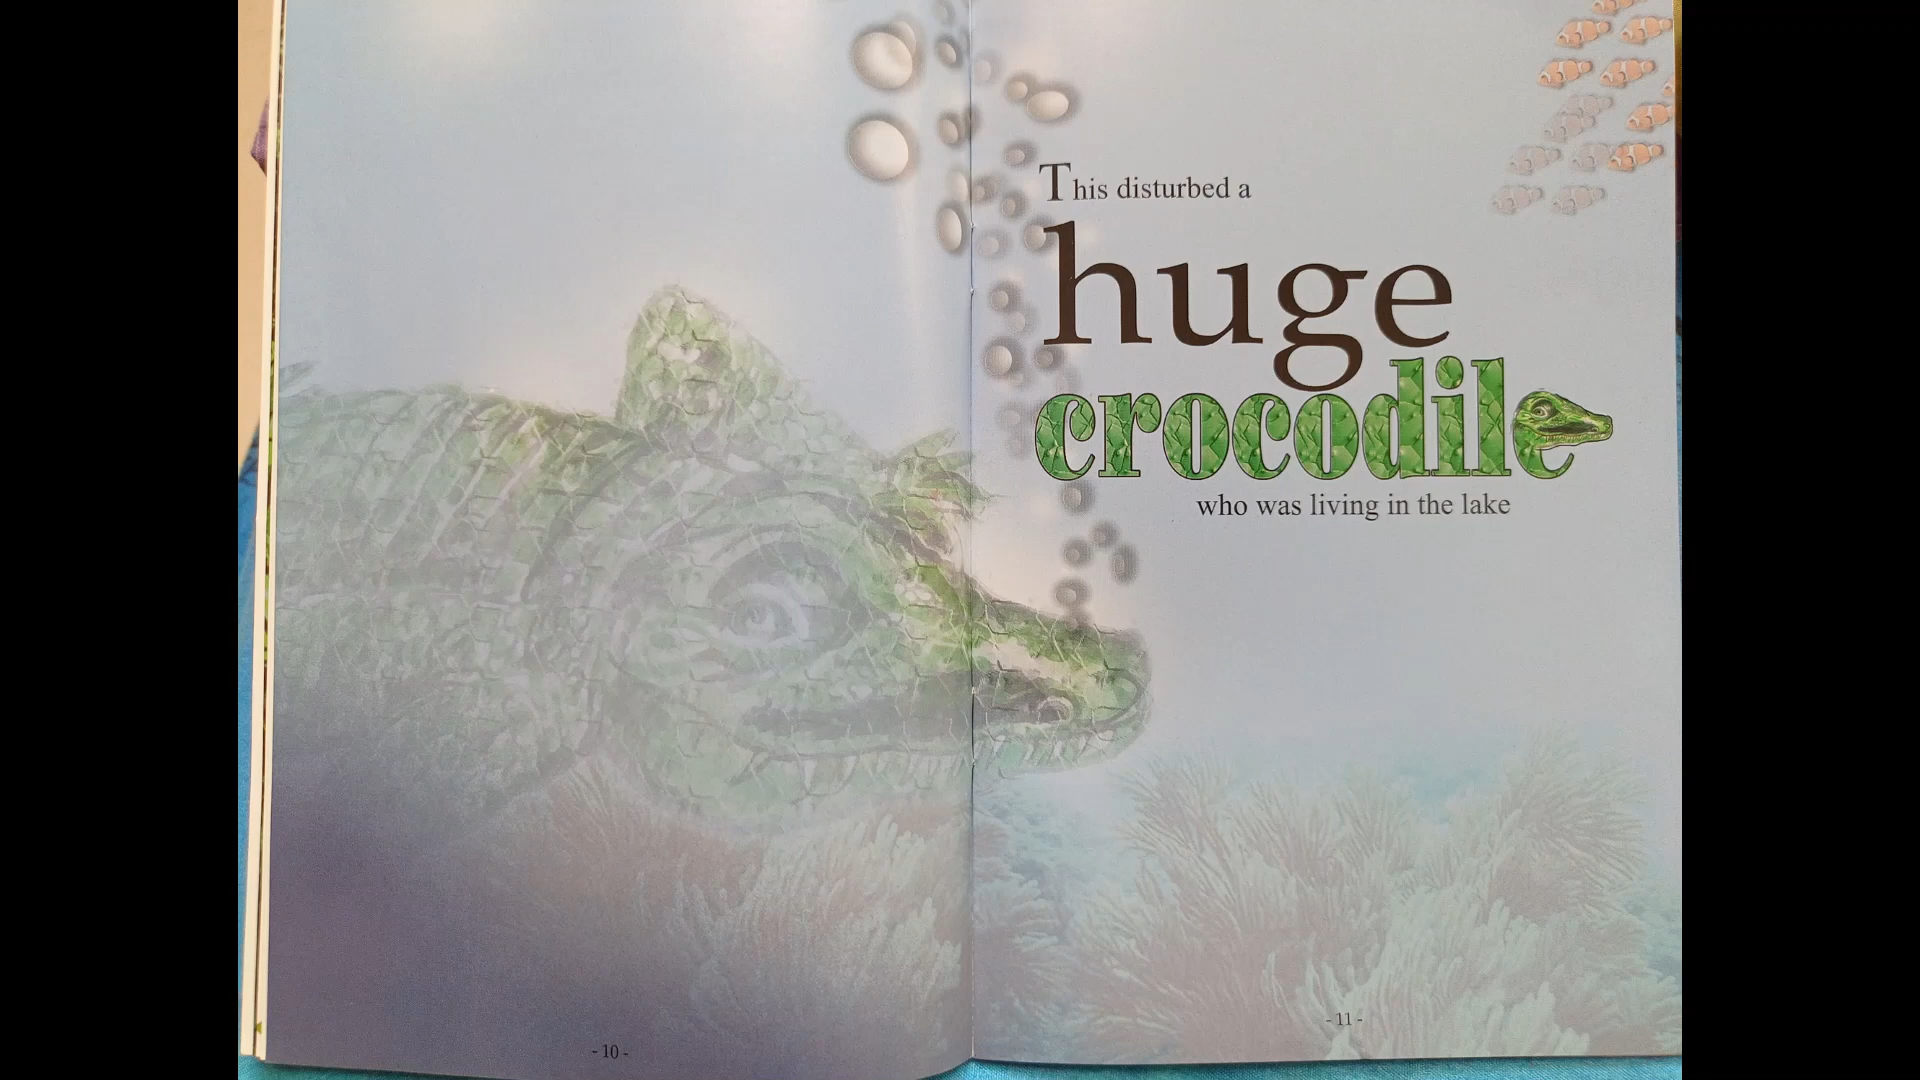 This disturbed a
huge
crocodile
who was living in the lake
- 10 -
- 11 -